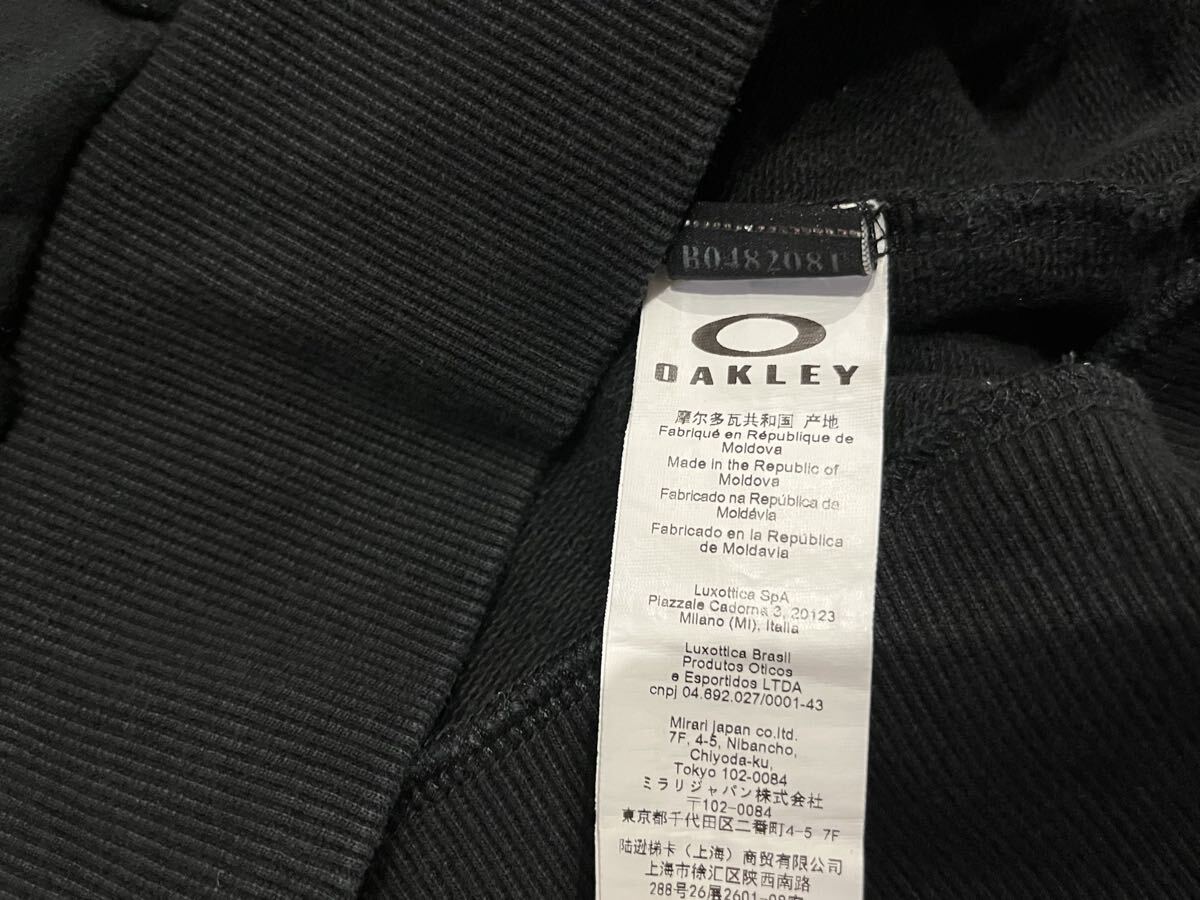 OAKLEY
摩尔多瓦共和国 产地
Fabriqué en République de
Moldova
Made in the Republic of
Moldova
Fabricado na República da
Moldávia
Fabricado en la República
de Moldavia
Luxottica SpA
Piazzale Cadorna 3, 20123
Milano (MI), Italia
Luxottica Brasil
Produtos Oticos
e Esportidos LTDA
cnpj 04.692.027/0001-43
Mirari japan co.ltd.
7F, 4-5, Nibancho,
Chiyoda-ku,
Tokyo 102-0084
ミラリジャパン株式会社
〒102-0084
東京都千代田区二番町4-5 7F
陆逊梯卡（上海）商贸有限公司
上海市徐汇区陕西南路